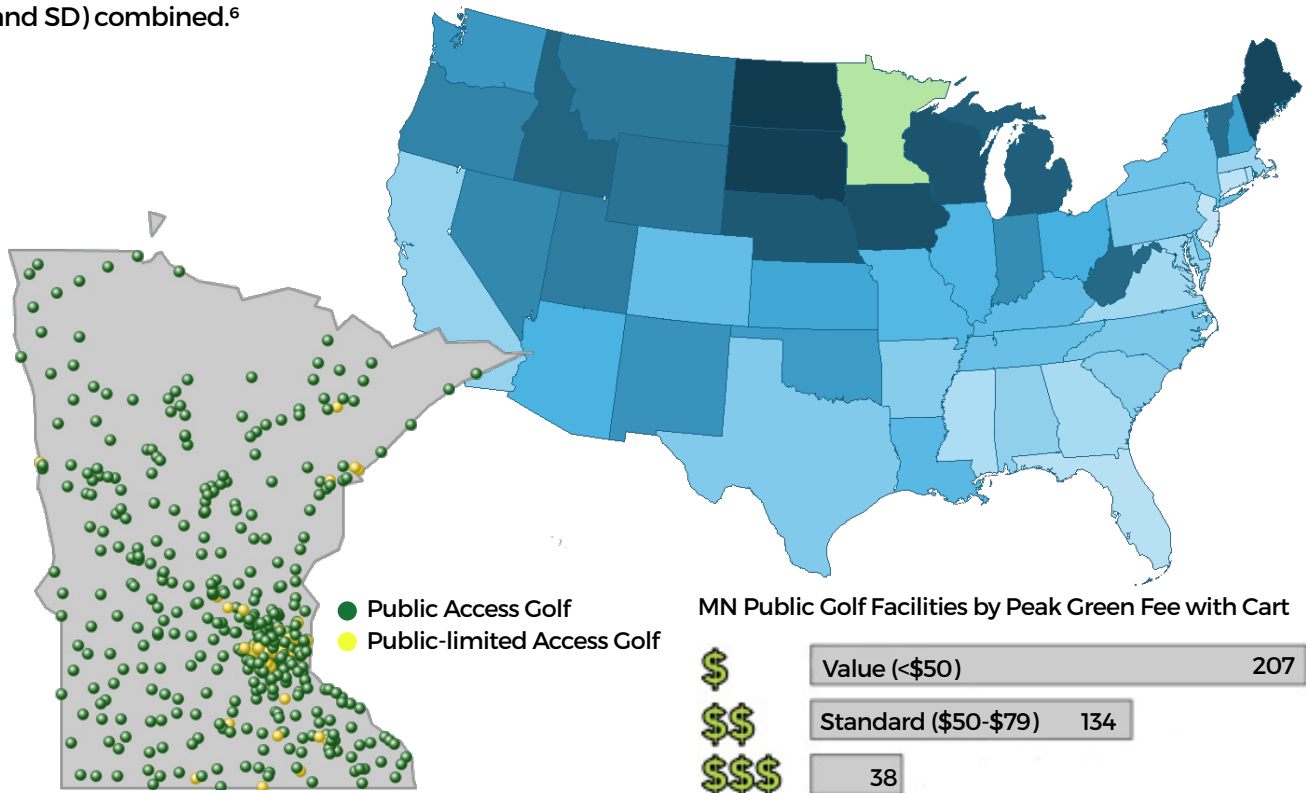 and SD) combined.⁶
Public Access Golf
Public-limited Access Golf
MN Public Golf Facilities by Peak Green Fee with Cart
$ Value (<$50) 207
$$ Standard ($50-$79) 134
$$$ 38